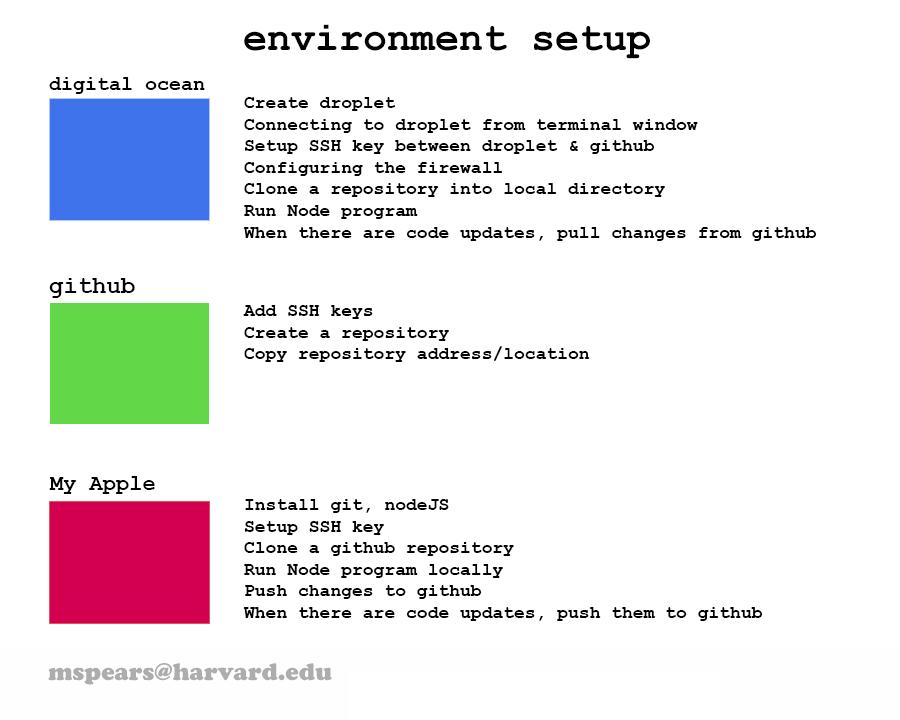 environment setup
digital ocean
Create droplet
Connecting to droplet from terminal window
Setup SSH key between droplet & github
Configuring the firewall
Clone a repository into local directory
Run Node program
When there are code updates, pull changes from github
github
Add SSH keys
Create a repository
Copy repository address/location
My Apple
Install git, nodeJS
Setup SSH key
Clone a github repository
Run Node program locally
Push changes to github
When there are code updates, push them to github
mspears@harvard.edu